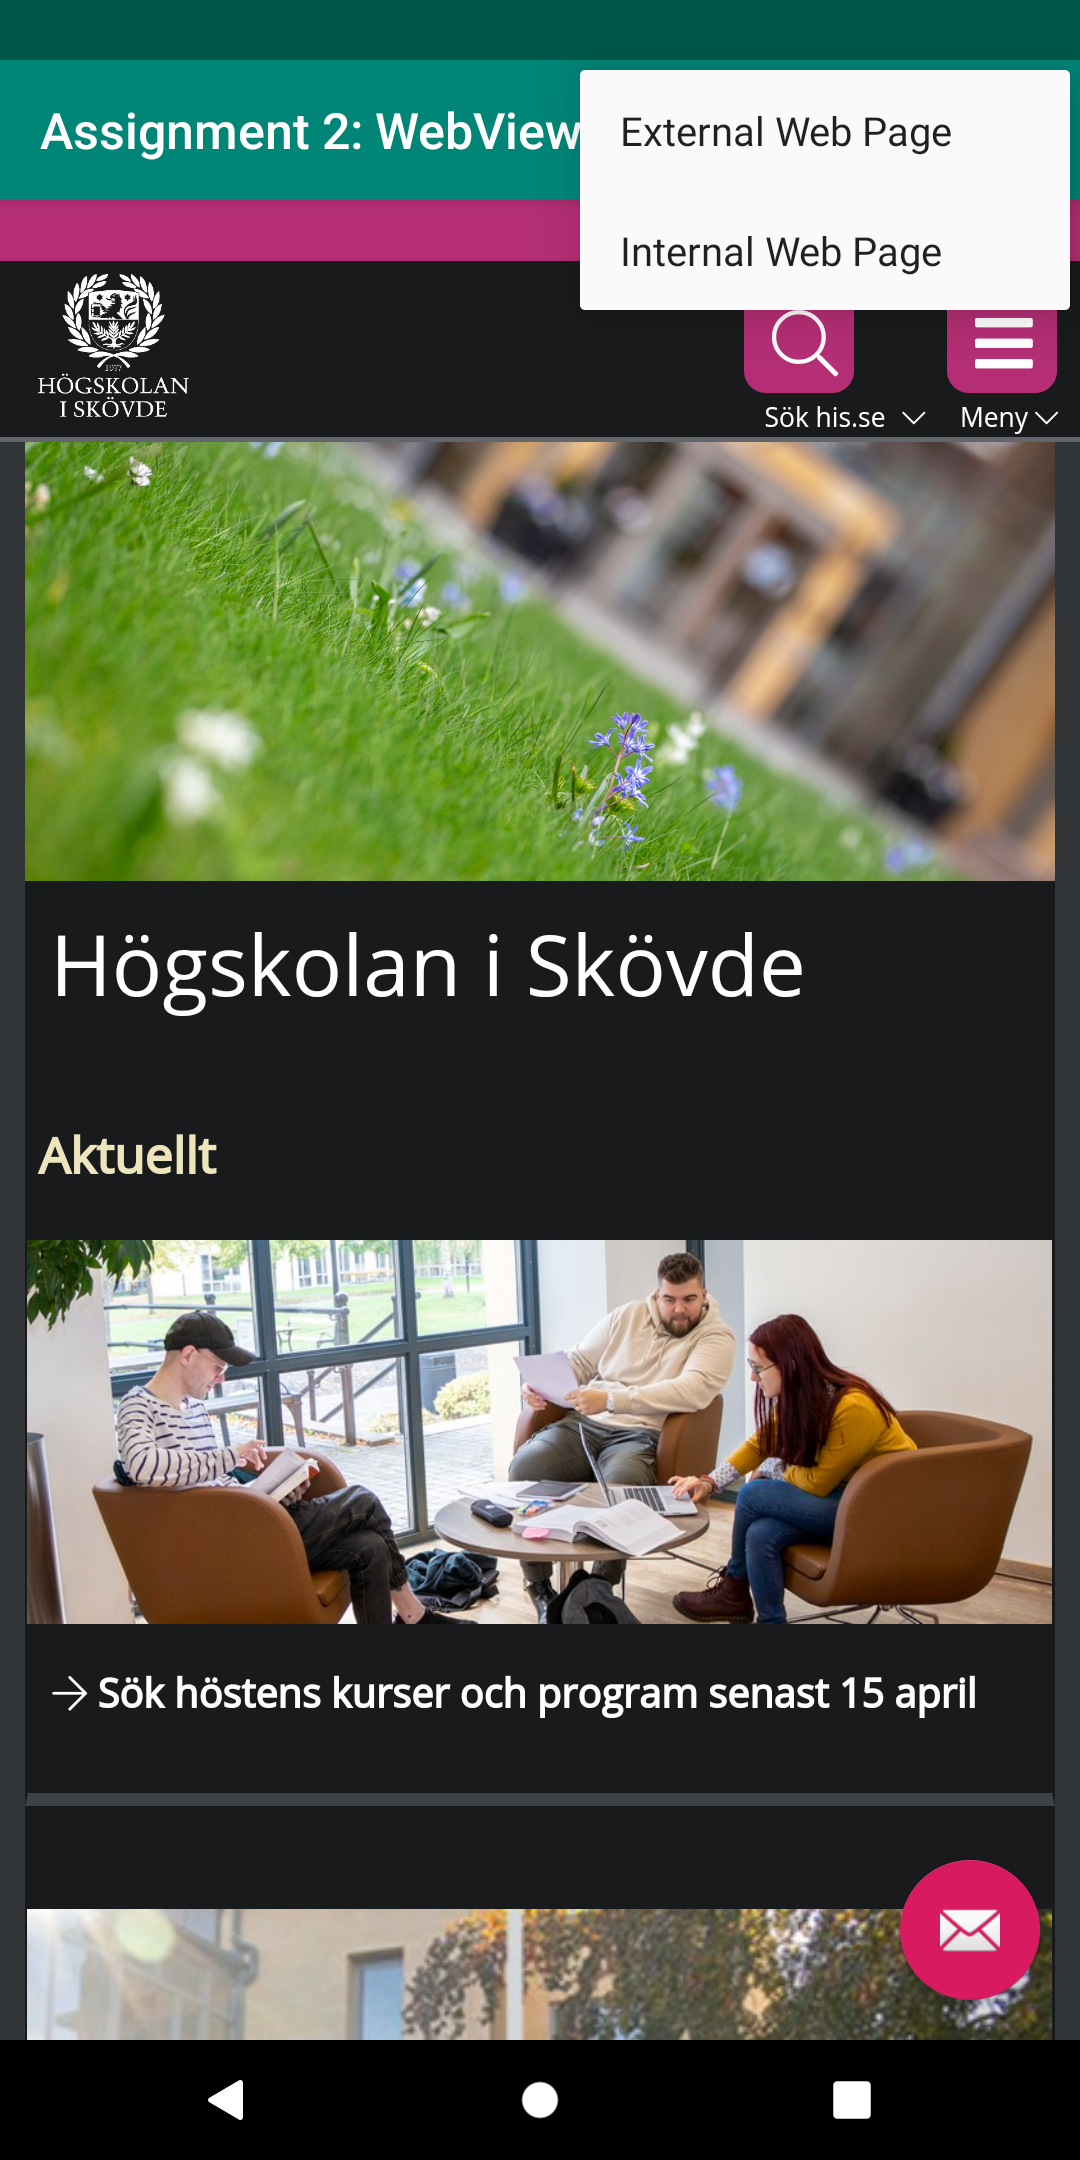 Assignment 2: WebView
External Web Page
Internal Web Page
1977
HÖGSKOLAN
I SKÖVDE
Sök his.se
Meny
Högskolan i Skövde
Aktuellt
Sök höstens kurser och program senast 15 april